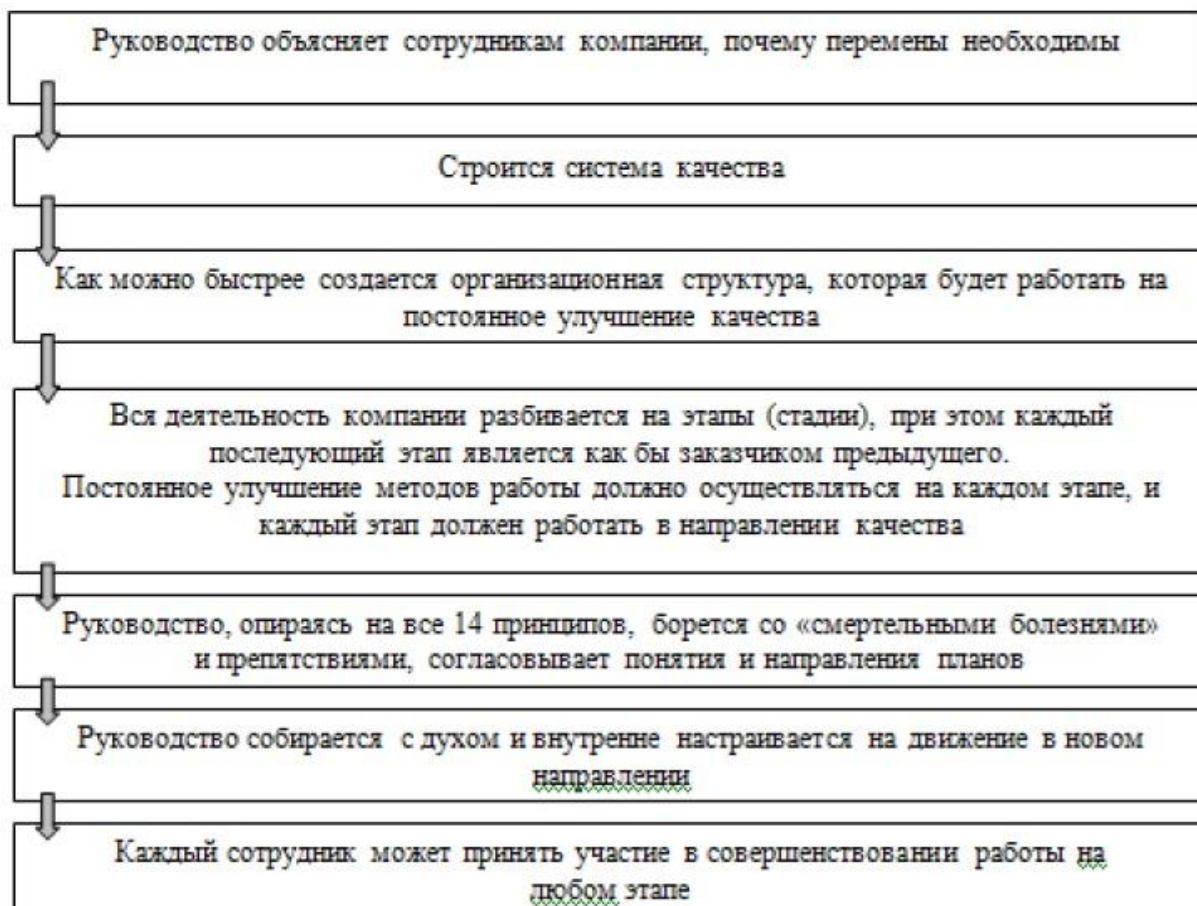 Руководство объясняет сотрудникам компании, почему перемены необходимы
Строится система качества
Как можно быстрее создается организационная структура, которая будет работать на
постоянное улучшение качества
Вся деятельность компании разбивается на этапы (стадии), при этом каждый
последующий этап является как бы заказчиком предыдущего.
Постоянное улучшение методов работы должно осуществляться на каждом этапе, и
каждый этап должен работать в направлении качества
Руководство, опираясь на все 14 принципов, борется со «смертельными болезнями»
и препятствиями, согласовывает понятия и направления планов
Руководство собирается с духом и внутренне настраивается на движение в новом
направлении
Каждый сотрудник может принять участие в совершенствовании работы на
любом этапе